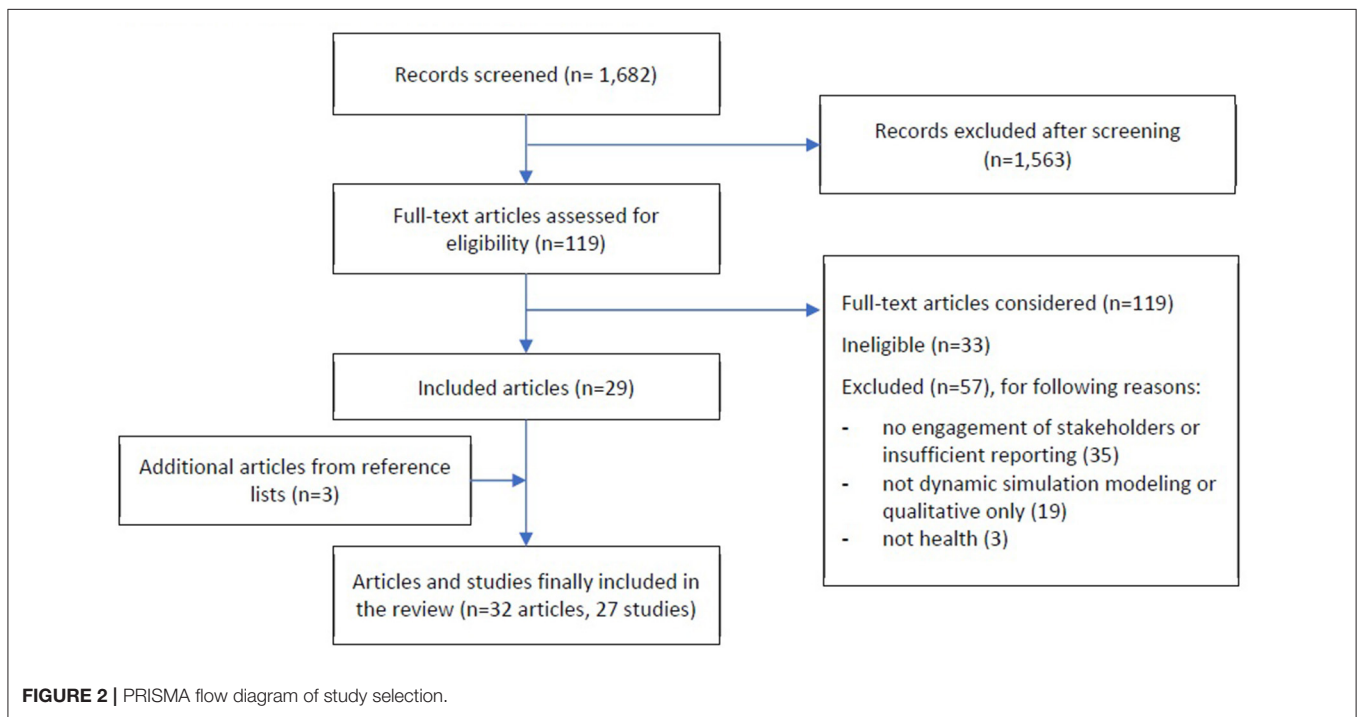 Records screened (n= 1,682)
Records excluded after screening
(n=1,563)
Full-text articles assessed for
eligibility (n=119)
Full-text articles considered (n=119)
Ineligible (n=33)
Excluded (n=57), for following reasons:
- no engagement of stakeholders or
insufficient reporting (35)
- not dynamic simulation modeling or
qualitative only (19)
- not health (3)
Included articles (n=29)
Additional articles from reference
lists (n=3)
Articles and studies finally included in
the review (n=32 articles, 27 studies)
FIGURE 2 | PRISMA flow diagram of study selection.